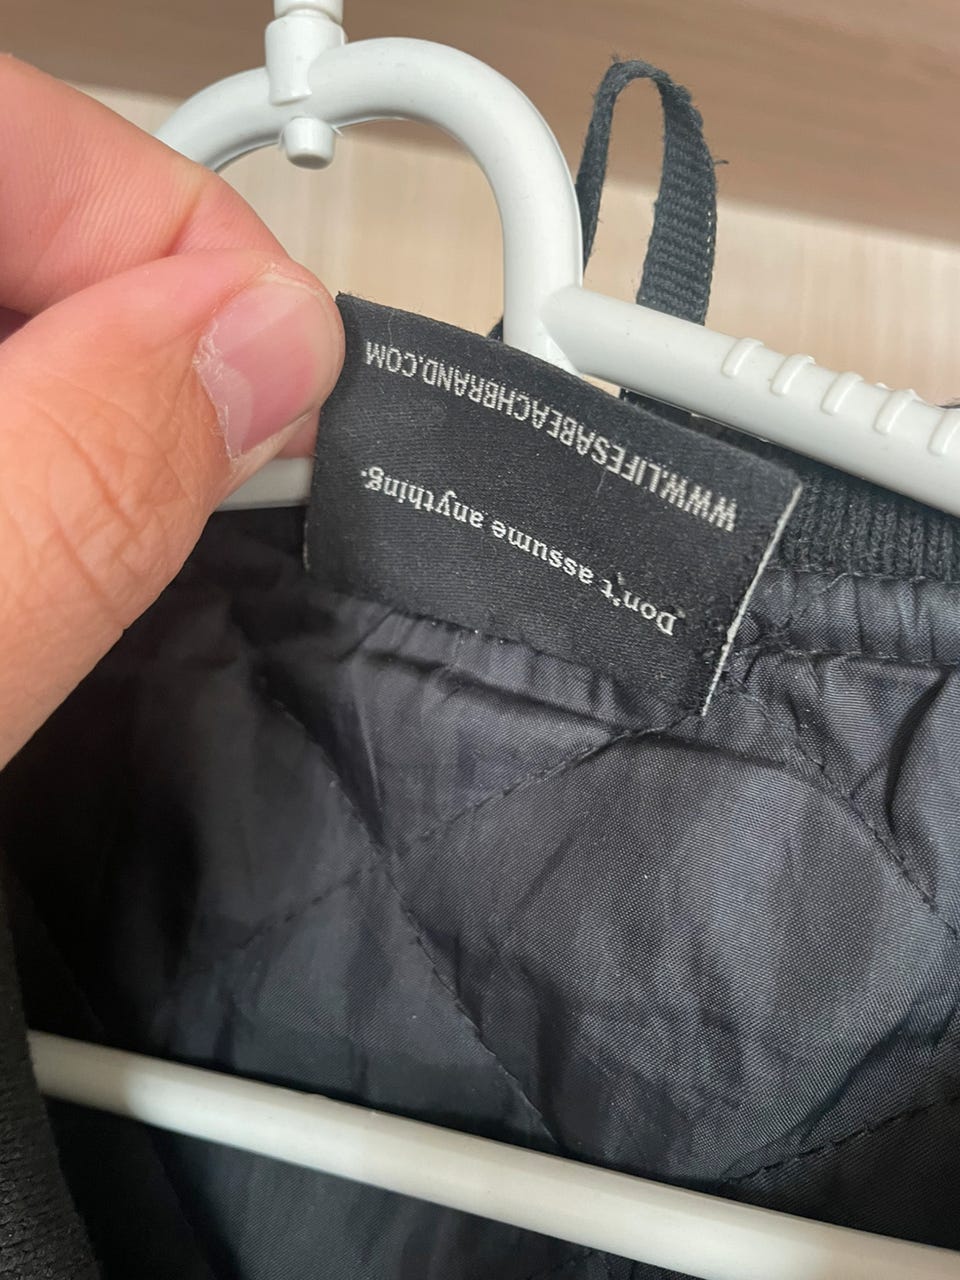 Don't assume anything.
WWW.LIFESABEACHBRAND.COM